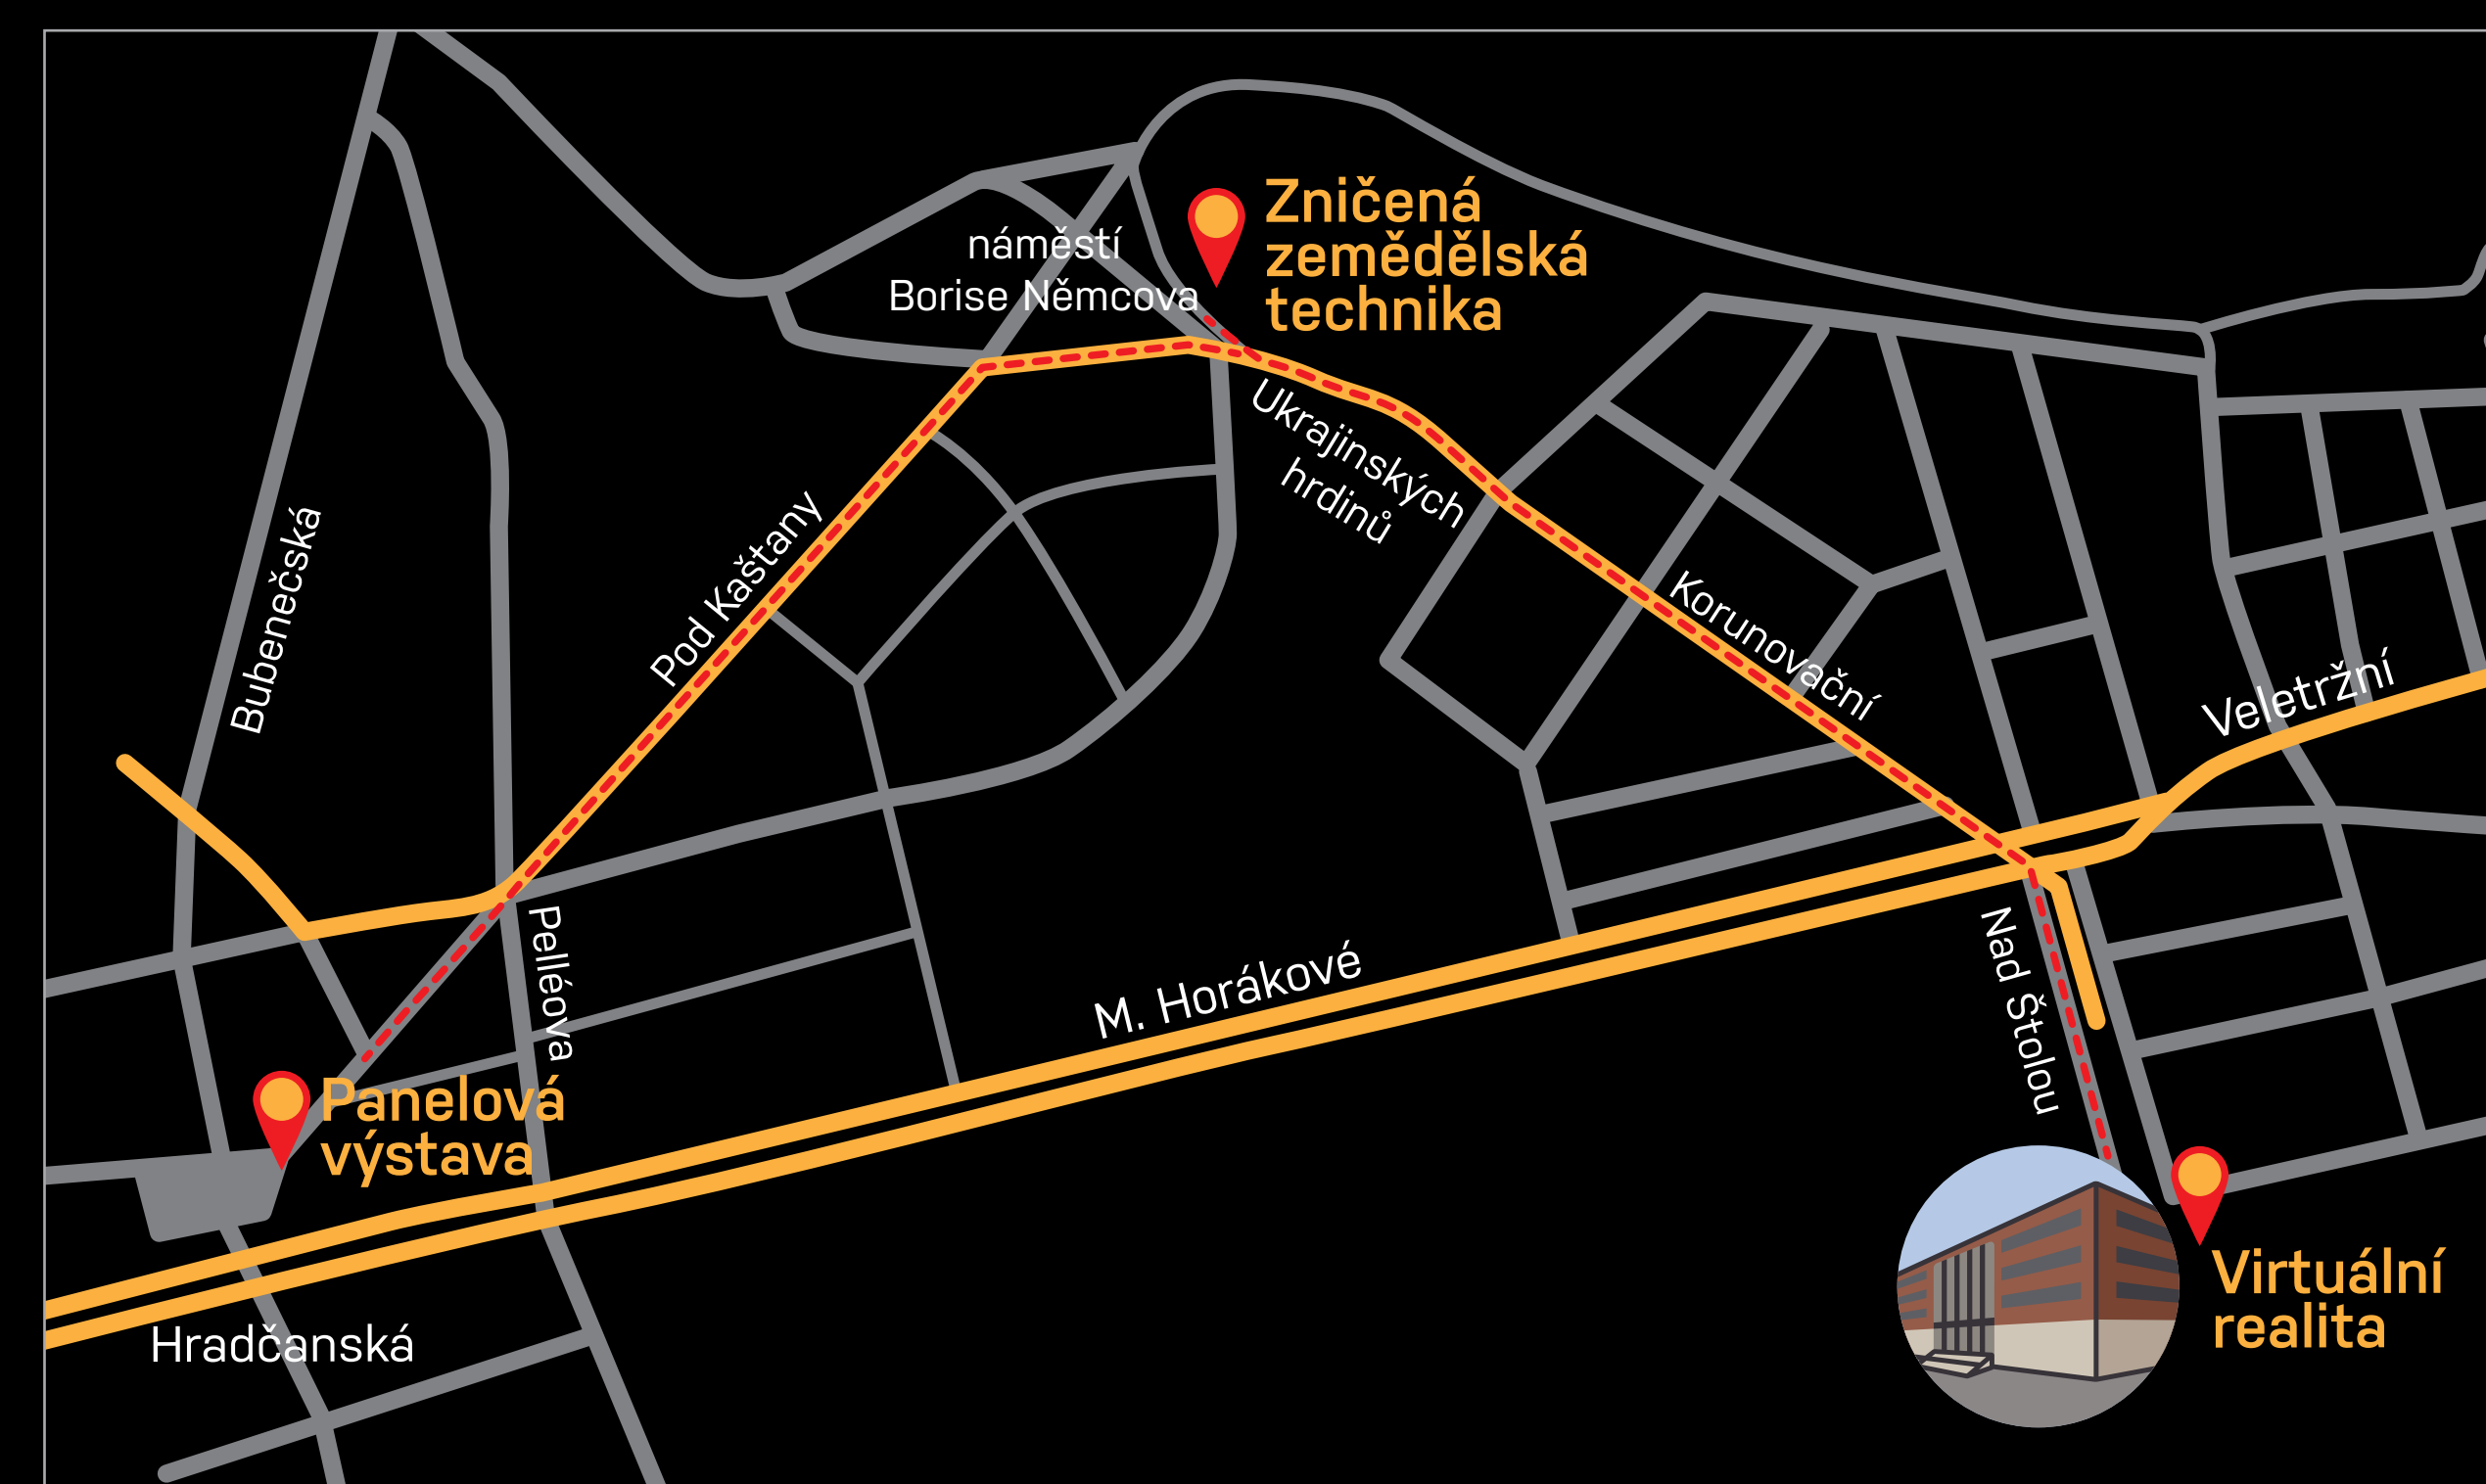 Zničená
zemědělská
technika
náměstí
Borise Němcova
Ukrajinských
hrdinů
Pod Kaštany
Bubenečská
Korunovační
Veletržní
Pelléova
M. Horákové
Nad Štolou
Panelová
výstava
Virtuální
realita
Hradčanská